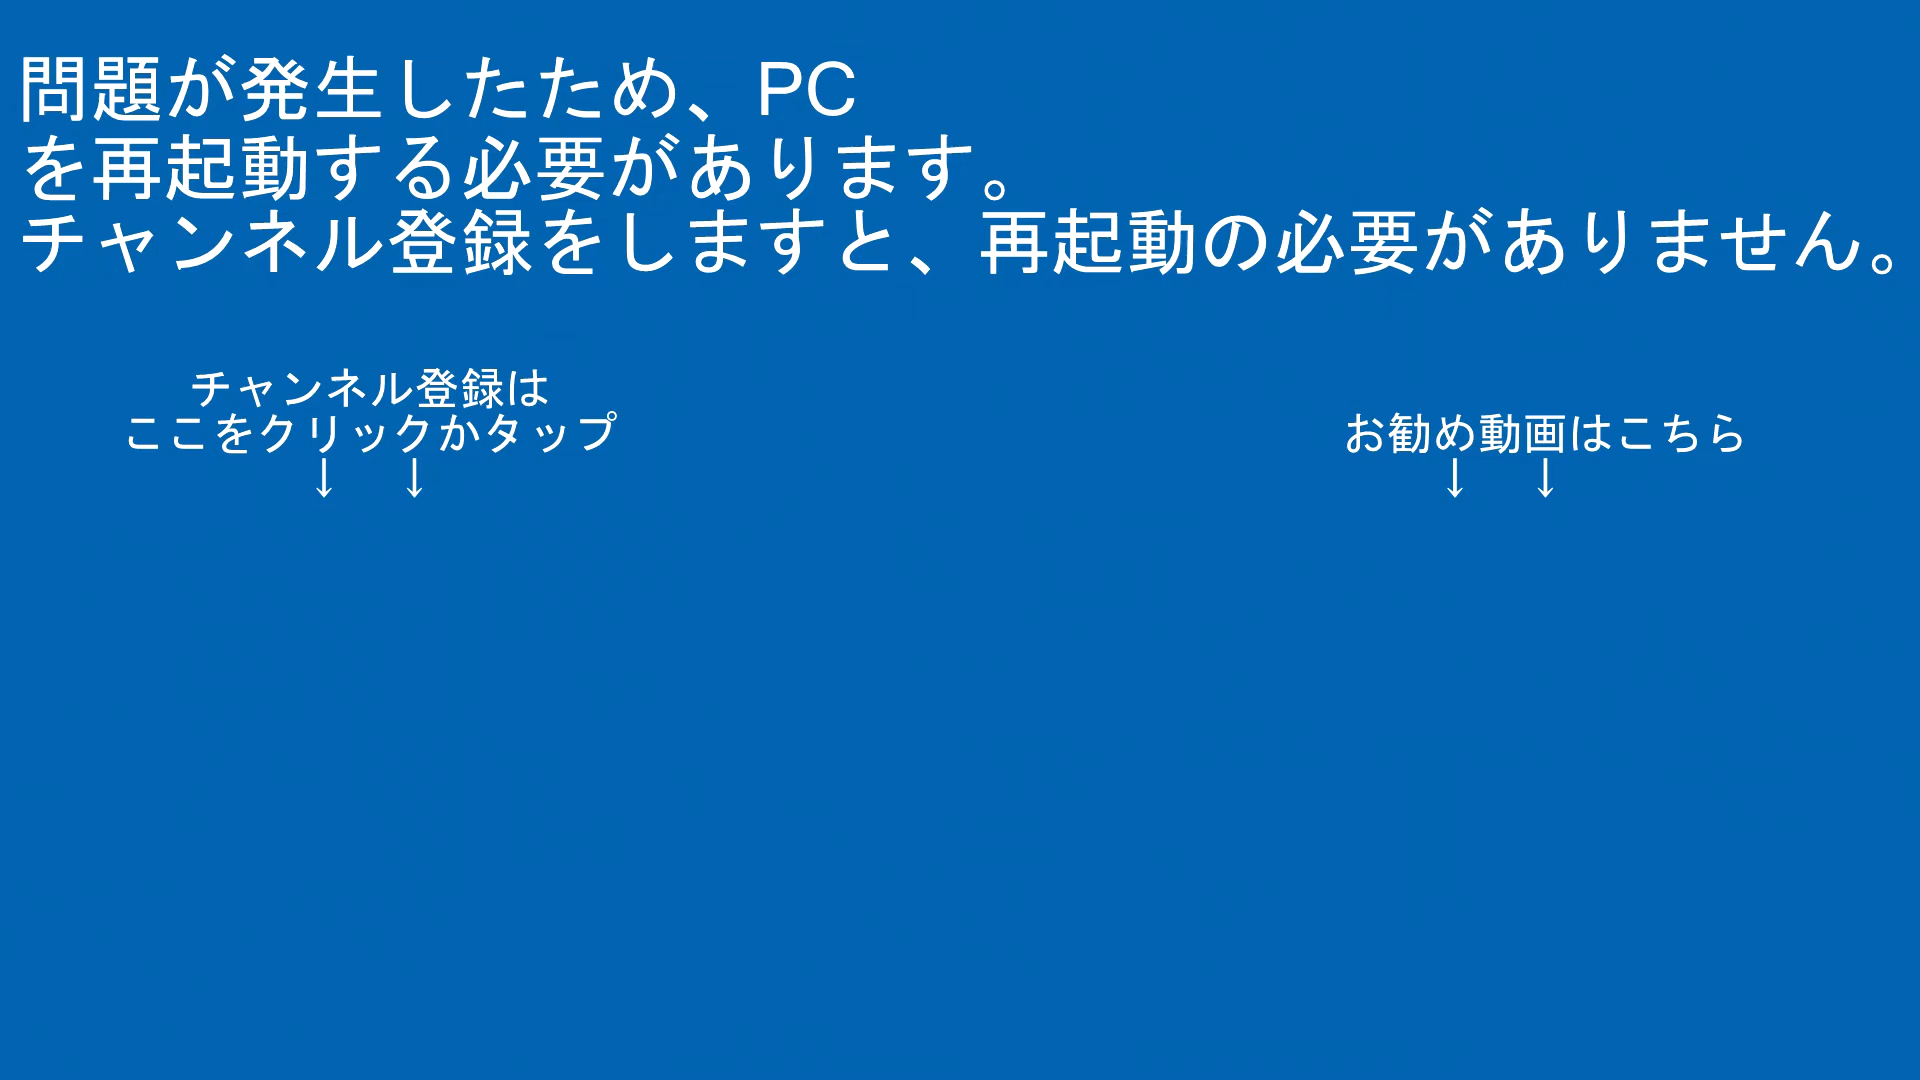 問題が発生したため、PC
を再起動する必要があります。
チャンネル登録をしますと、再起動の必要がありません。
チャンネル登録は
ここをクリックかタップ
↓ ↓
お勧め動画はこちら
↓ ↓